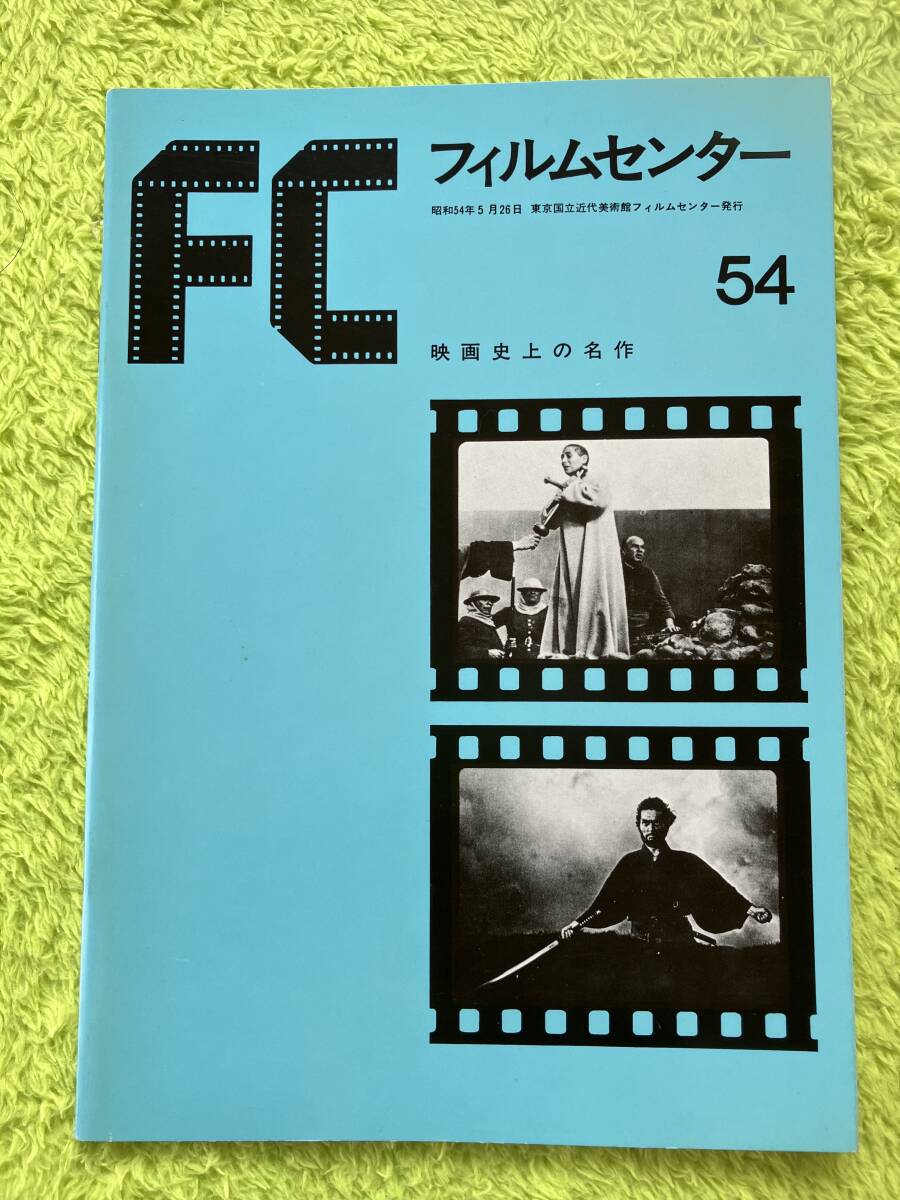 FC
フィルムセンター
昭和54年5月26日 東京国立近代美術館フィルムセンター発行
54
映画史上の名作